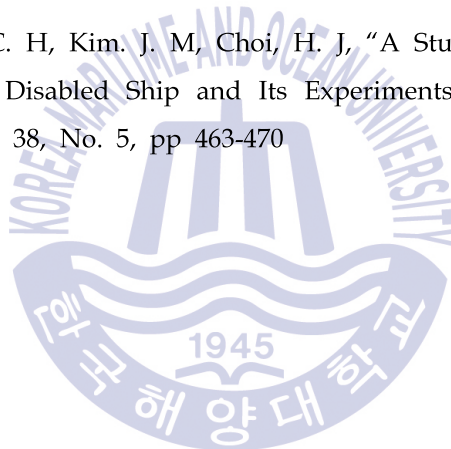 C. H, Kim. J. M, Choi, H. J, “A Stu
Disabled Ship and Its Experiments
38, No. 5, pp 463-470
KOREA MARITIME AND OCEAN UNIVERSITY
1945
한국해양대학교